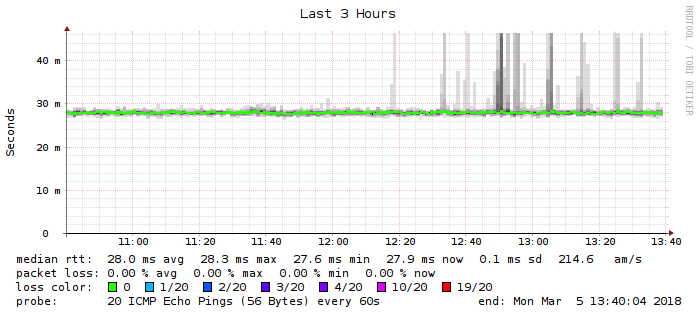 Last 3 Hours
RRDTOOL / TOBI OETIKER
Seconds
40 m
30 m
20 m
10 m
0
11:00 11:20 11:40 12:00 12:20 12:40 13:00 13:20 13:40
median rtt: 28.0 ms avg 28.3 ms max 27.6 ms min 27.9 ms now 0.1 ms sd 214.6 am/s
packet loss: 0.00 % avg 0.00 % max 0.00 % min 0.00 % now
loss color: 0 1/20 2/20 3/20 4/20 10/20 19/20
probe: 20 ICMP Echo Pings (56 Bytes) every 60s end: Mon Mar 5 13:40:04 2018